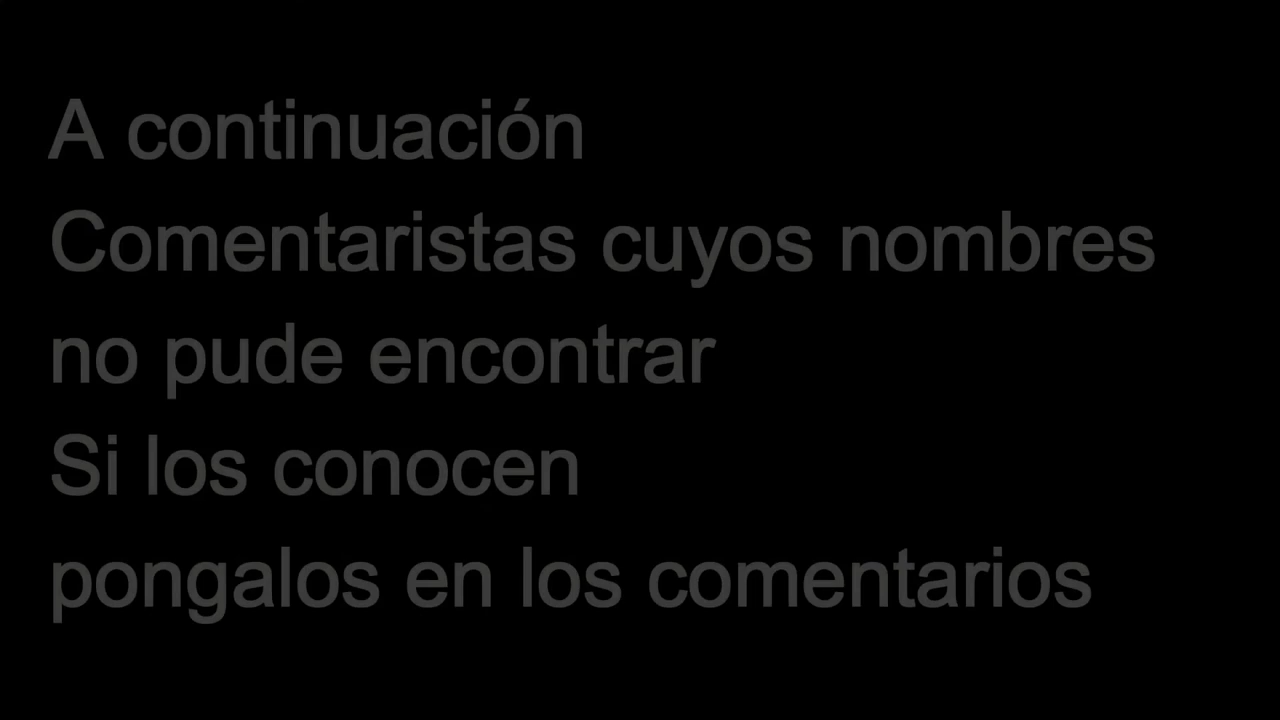 A continuación
Comentaristas cuyos nombres
no pude encontrar
Si los conocen
pongalos en los comentarios